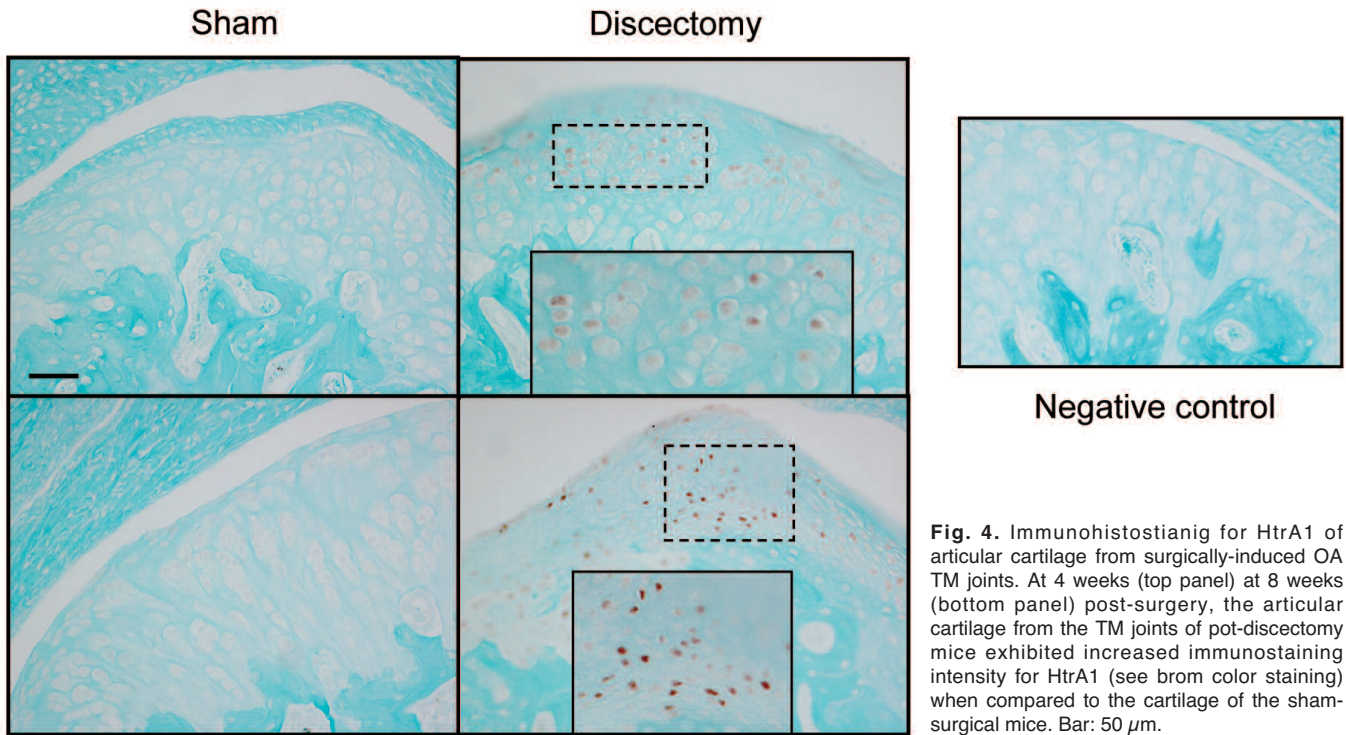 Sham
Discectomy
Negative control
Fig. 4. Immunohistostianig for HtrA1 of
articular cartilage from surgically-induced OA
TM joints. At 4 weeks (top panel) at 8 weeks
(bottom panel) post-surgery, the articular
cartilage from the TM joints of pot-discectomy
mice exhibited increased immunostaining
intensity for HtrA1 (see brom color staining)
when compared to the cartilage of the sham-
surgical mice. Bar: 50 µm.